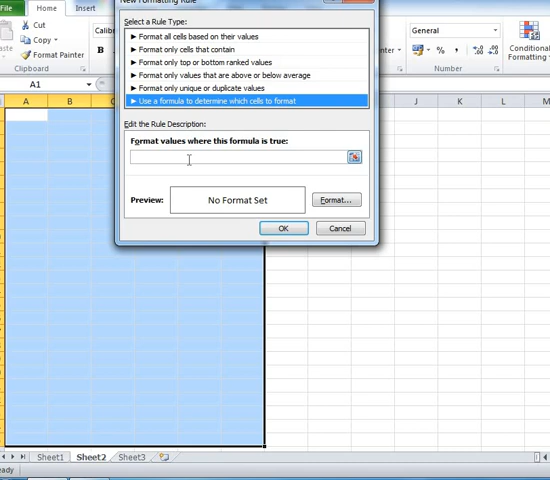 New Formatting Rule
File
Home
Insert
Select a Rule Type:
► Format all cells based on their values
► Format only cells that contain
► Format only top or bottom ranked values
► Format only values that are above or below average
► Format only unique or duplicate values
► Use a formula to determine which cells to format
Cut
Copy
Format Painter
Clipboard
Calibri
B
General
$ % ,
Number
Conditional
Formatting
A1
Edit the Rule Description:
Format values where this formula is true:
Preview:
No Format Set
Format...
OK
Cancel
A B C J K L M
Sheet1 Sheet2 Sheet3